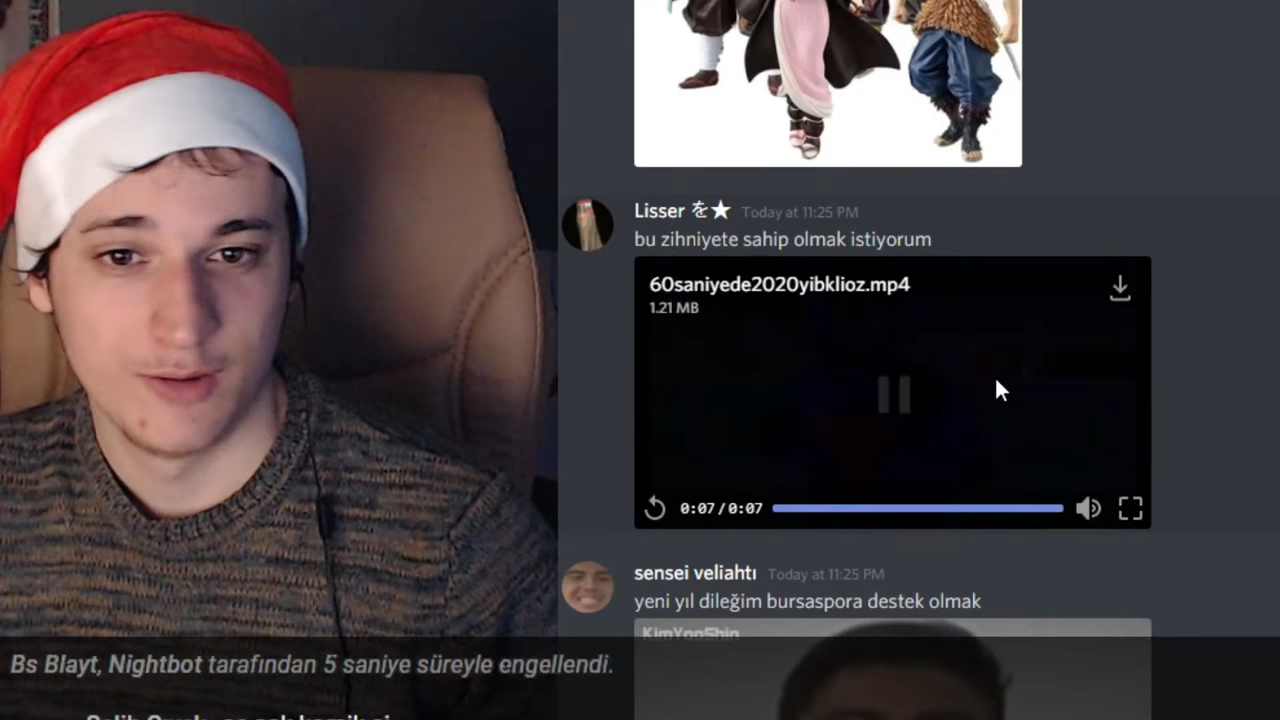 Lisser を★ Today at 11:25 PM
bu zihniyete sahip olmak istiyorum
60saniyede2020yibklioz.mp4
1.21 MB
0:07/0:07
sensei veliahtı Today at 11:25 PM
yeni yıl dileğim bursaspora destek olmak
KimYonShin
Bs Blayt, Nightbot tarafından 5 saniye süreyle engellendi.